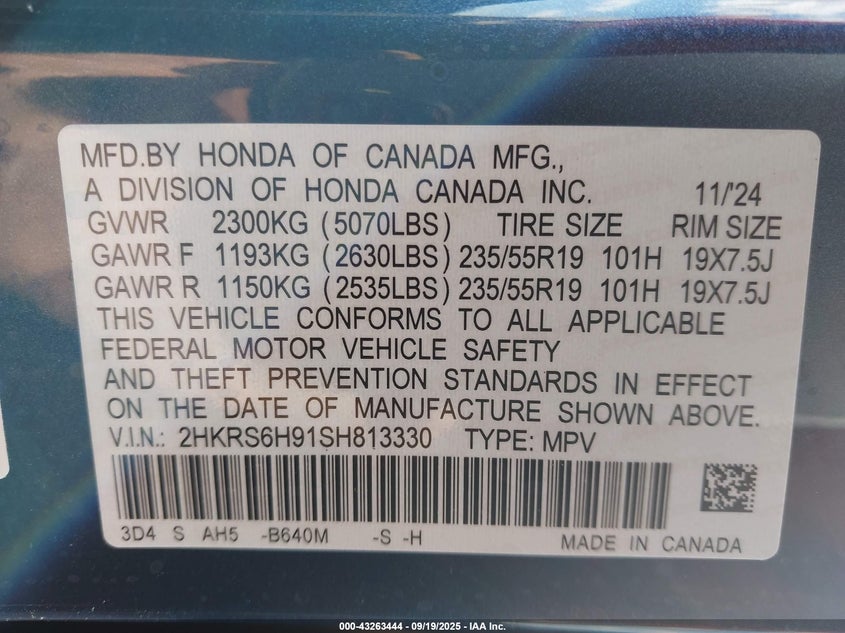 MFD.BY HONDA OF CANADA MFG.,
A DIVISION OF HONDA CANADA INC. 11/'24
GVWR 2300KG (5070LBS) TIRE SIZE RIM SIZE
GAWR F 1193KG (2630LBS) 235/55R19 101H 19X7.5J
GAWR R 1150KG (2535LBS) 235/55R19 101H 19X7.5J
THIS VEHICLE CONFORMS TO ALL APPLICABLE
FEDERAL MOTOR VEHICLE SAFETY
AND THEFT PREVENTION STANDARDS IN EFFECT
ON THE DATE OF MANUFACTURE SHOWN ABOVE.
V.I.N.: 2HKRS6H91SH813330 TYPE: MPV
3D4 S AH5 -B640M -S -H MADE IN CANADA
000-43263444 - 09/19/2025 - IAA Inc.